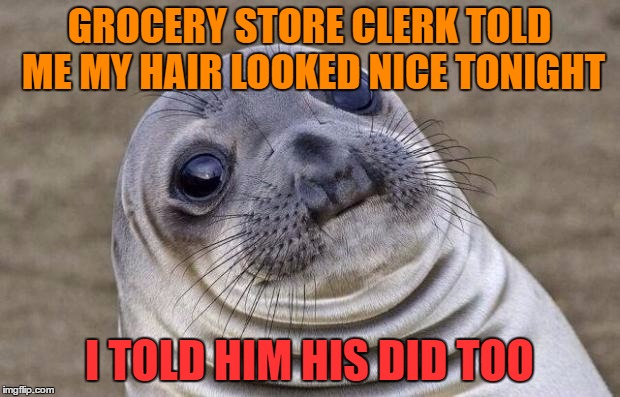 GROCERY STORE CLERK TOLD
ME MY HAIR LOOKED NICE TONIGHT
I TOLD HIM HIS DID TOO
imgflip.com